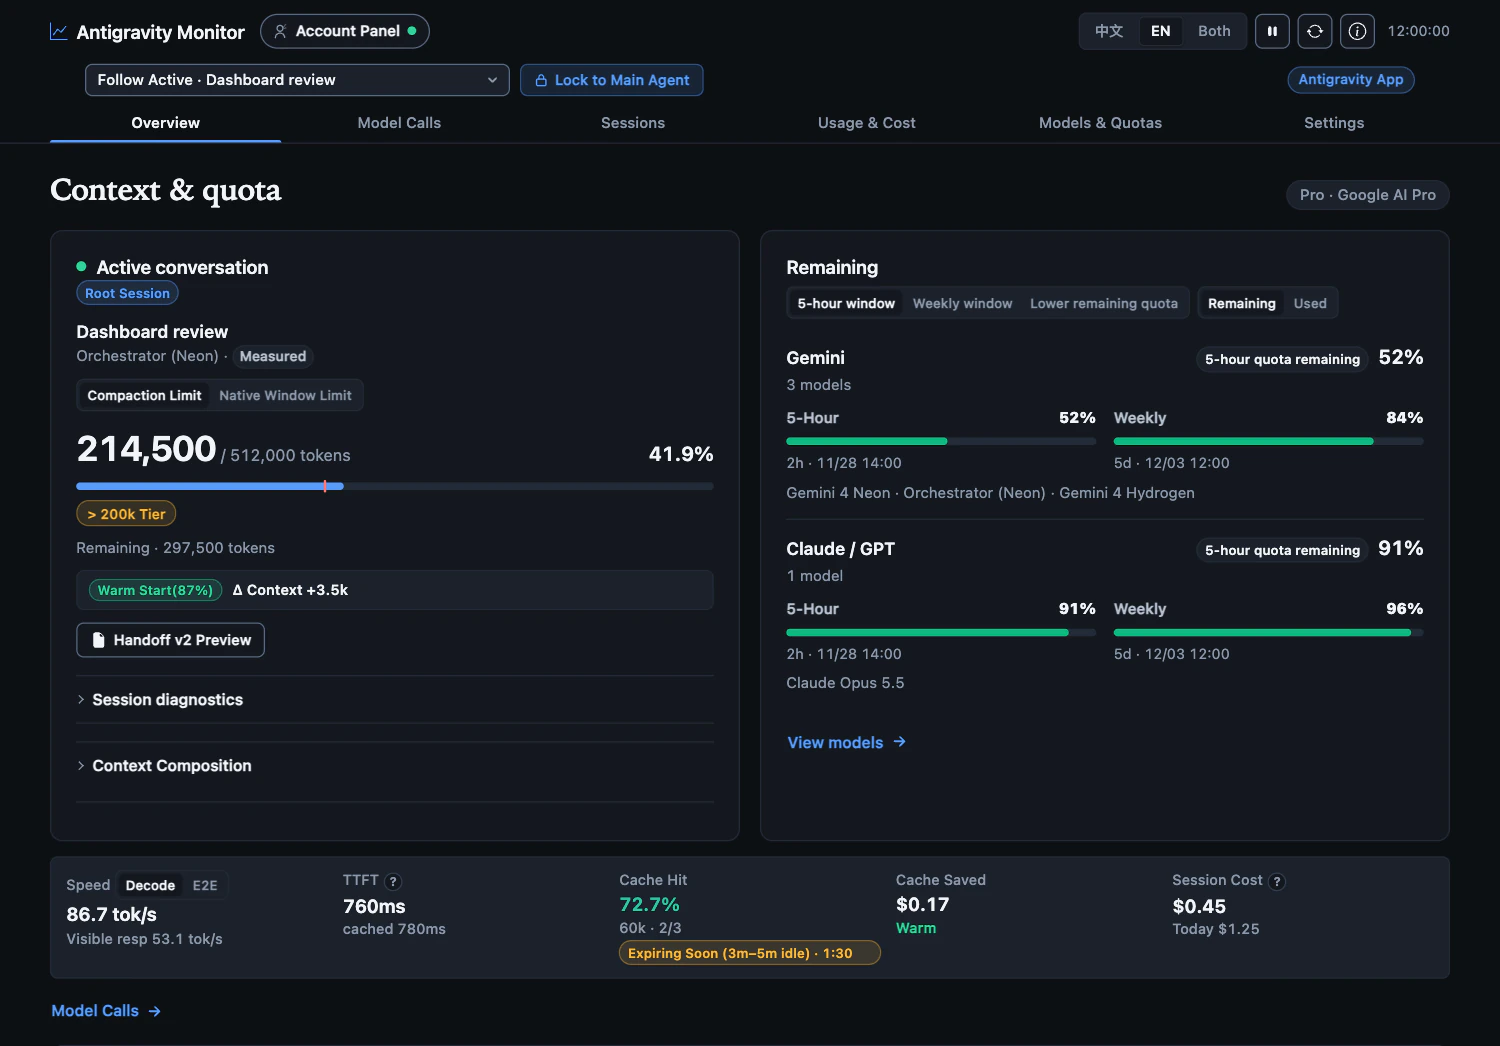 Antigravity Monitor
Account Panel
中文 EN Both
12:00:00
Follow Active · Dashboard review
Lock to Main Agent
Antigravity App
Overview
Model Calls
Sessions
Usage & Cost
Models & Quotas
Settings
Context & quota
Pro · Google AI Pro
Active conversation
Root Session
Dashboard review
Orchestrator (Neon) · Measured
Compaction Limit Native Window Limit
214,500 / 512,000 tokens
41.9%
> 200k Tier
Remaining · 297,500 tokens
Warm Start(87%) Δ Context +3.5k
Handoff v2 Preview
Session diagnostics
Context Composition
Remaining
5-hour window Weekly window Lower remaining quota
Remaining Used
Gemini
5-hour quota remaining 52%
3 models
5-Hour 52%
Weekly 84%
2h · 11/28 14:00
5d · 12/03 12:00
Gemini 4 Neon · Orchestrator (Neon) · Gemini 4 Hydrogen
Claude / GPT
5-hour quota remaining 91%
1 model
5-Hour 91%
Weekly 96%
2h · 11/28 14:00
5d · 12/03 12:00
Claude Opus 5.5
View models →
Speed Decode E2E
86.7 tok/s
Visible resp 53.1 tok/s
TTFT ?
760ms
cached 780ms
Cache Hit
72.7%
60k · 2/3
Expiring Soon (3m–5m idle) · 1:30
Cache Saved
$0.17
Warm
Session Cost ?
$0.45
Today $1.25
Model Calls →